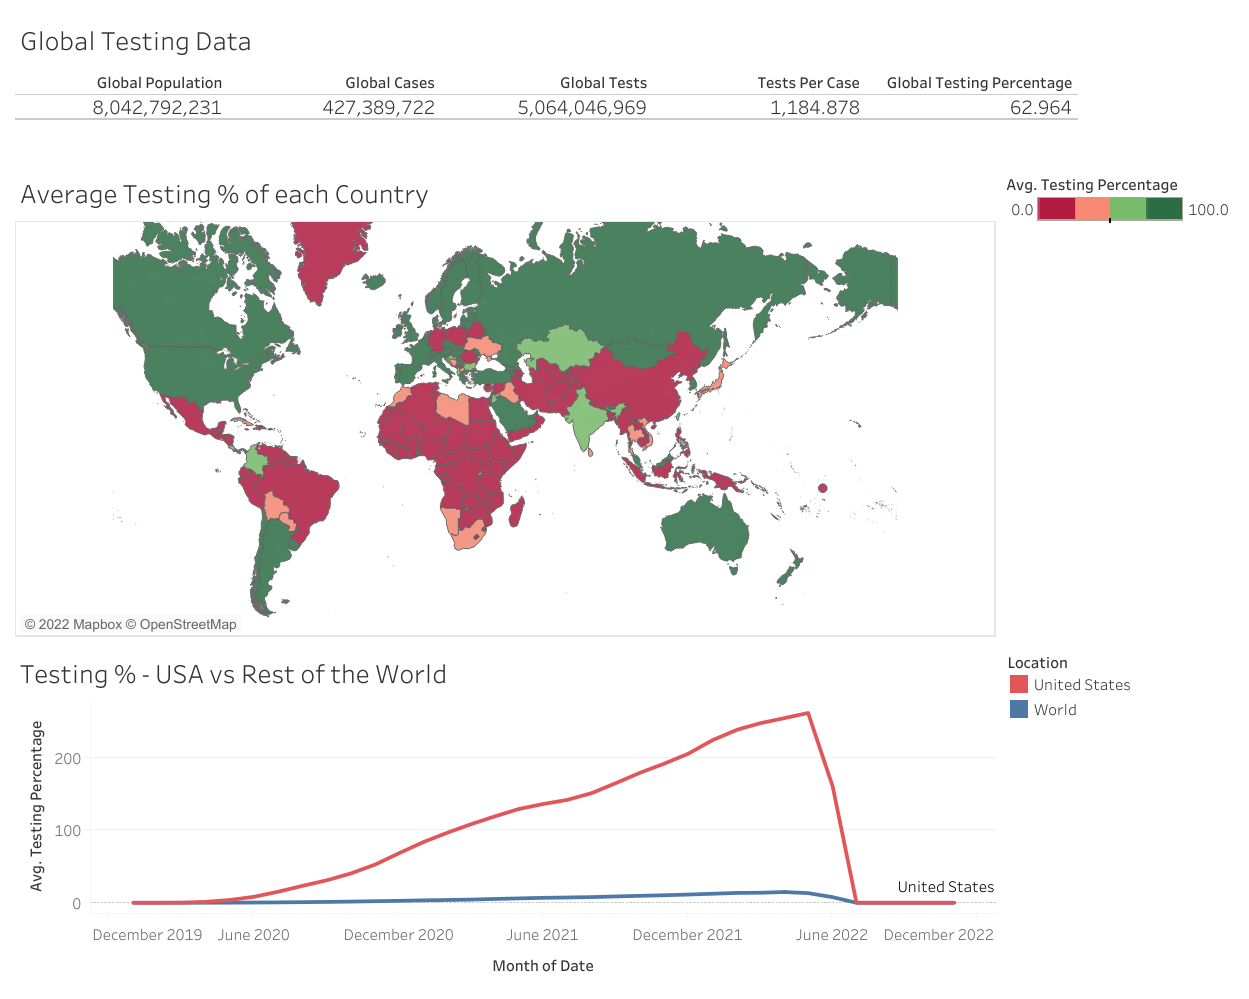 Global Testing Data
Global Population Global Cases Global Tests Tests Per Case Global Testing Percentage
8,042,792,231 427,389,722 5,064,046,969 1,184.878 62.964
Average Testing % of each Country
Avg. Testing Percentage
0.0 100.0
© 2022 Mapbox © OpenStreetMap
Testing % - USA vs Rest of the World
Location
United States
World
Avg. Testing Percentage
200
100
0
United States
December 2019 June 2020 December 2020 June 2021 December 2021 June 2022 December 2022
Month of Date